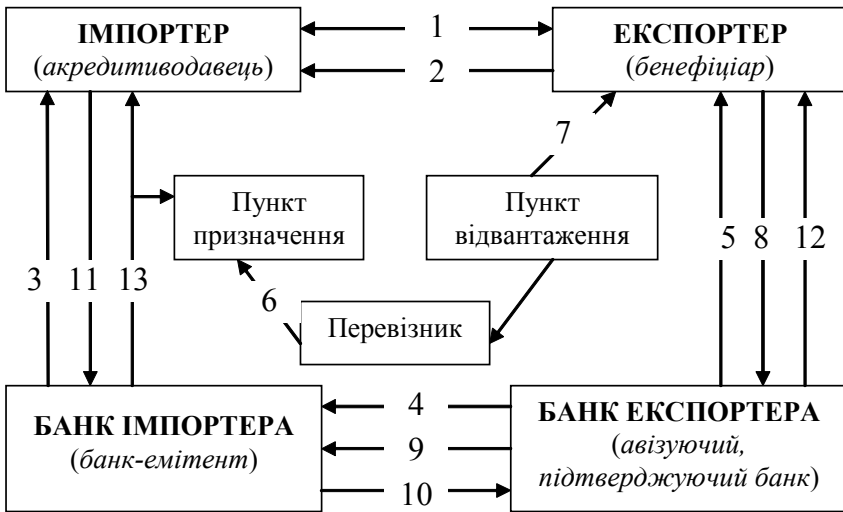 ІМПОРТЕР
(акредитиводавець)
1
2
ЕКСПОРТЕР
(бенефіціар)
7
Пункт
призначення
Пункт
відвантаження
3
11
13
5
8
12
6
Перевізник
БАНК ІМПОРТЕРА
(банк-емітент)
4
9
10
БАНК ЕКСПОРТЕРА
(авізуючий,
підтверджуючий банк)